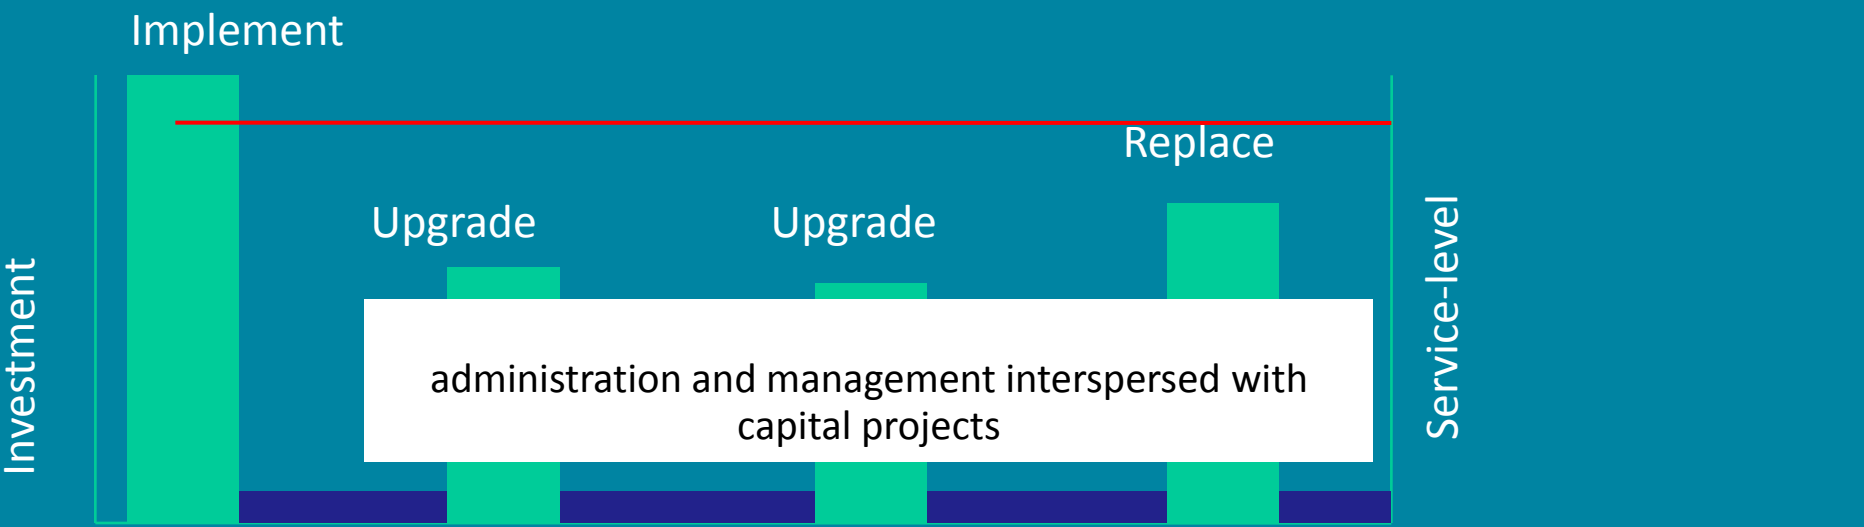 Implement
Replace
Upgrade
Upgrade
Investment
Service-level
administration and management interspersed with
capital projects